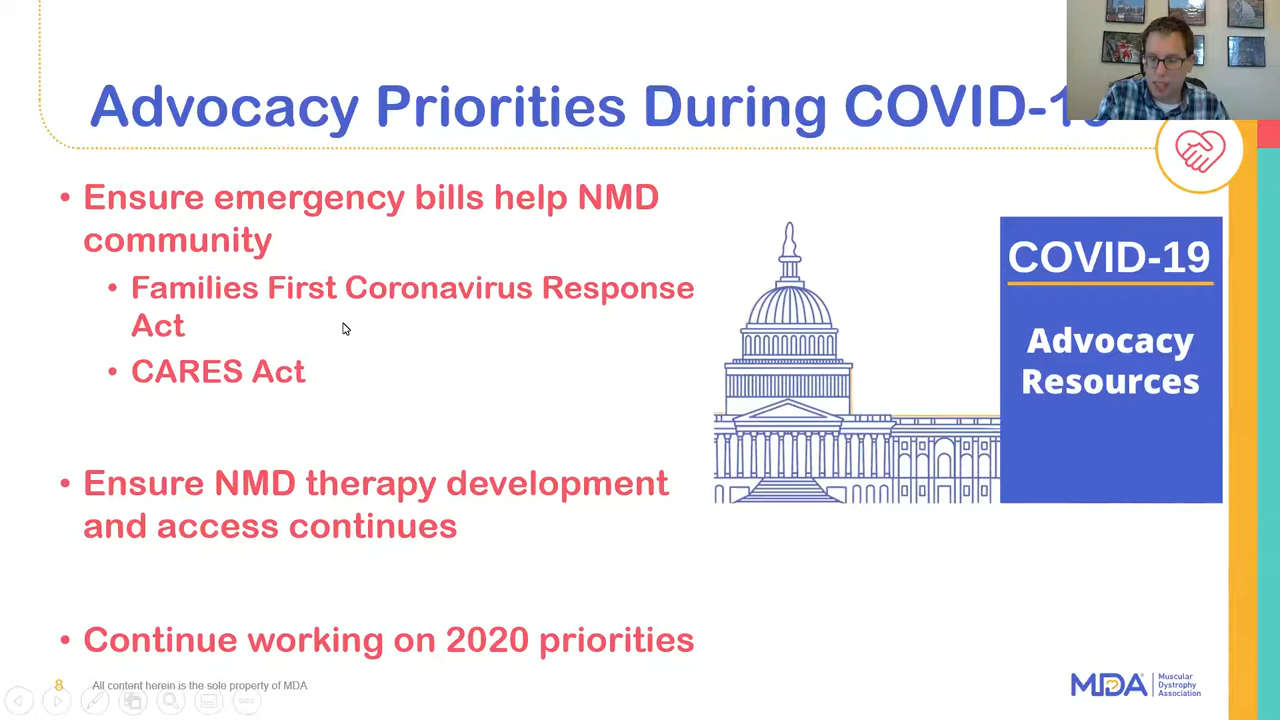 Advocacy Priorities During COVID-19
• Ensure emergency bills help NMD
community
• Families First Coronavirus Response
Act
• CARES Act
• Ensure NMD therapy development
and access continues
• Continue working on 2020 priorities
COVID-19
Advocacy
Resources
8
All content herein is the sole property of MDA
MDA
Muscular
Dystrophy
Association